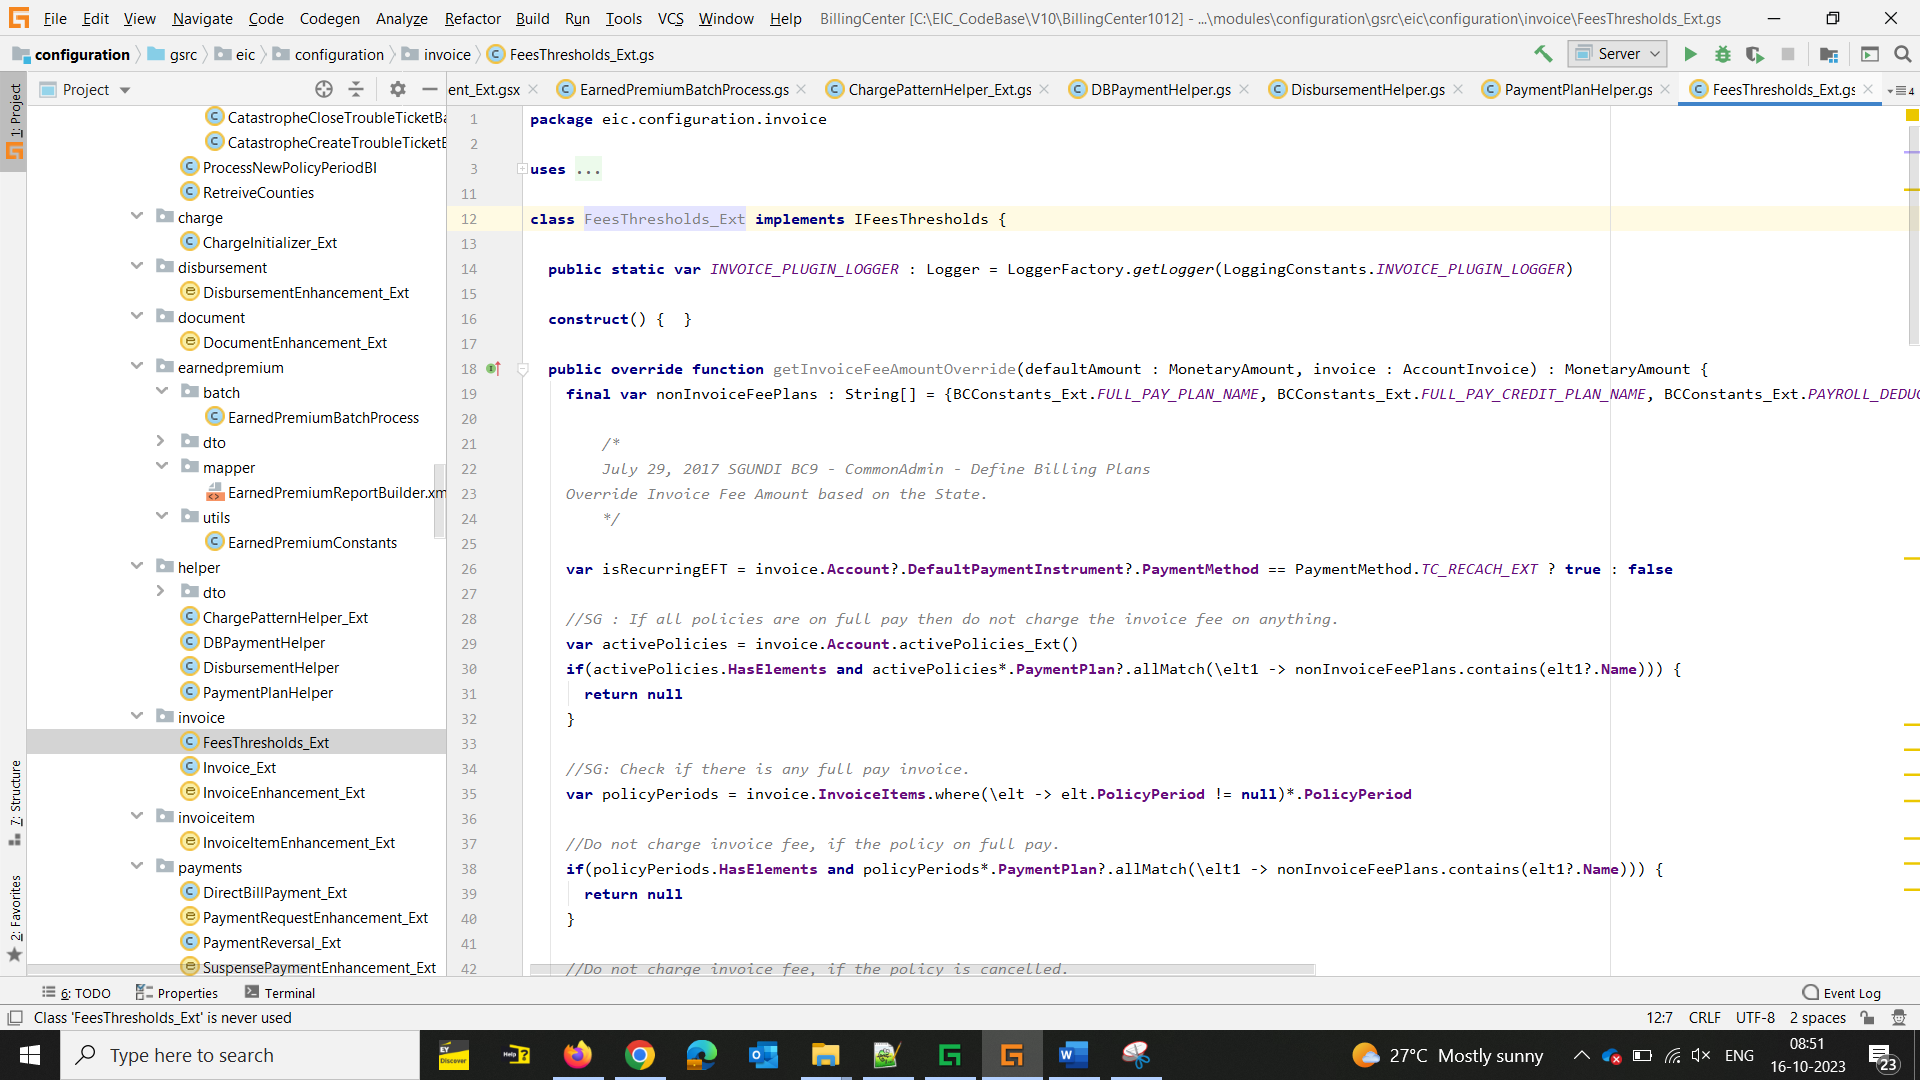 File Edit View Navigate Code Codegen Analyze Refactor Build Run Tools VCS Window Help BillingCenter [C:\EIC_CodeBase\V10\BillingCenter1012] - ...\modules\configuration\gsrc\eic\configuration\invoice\FeesThresholds_Ext.gs
configuration gsrc eic configuration invoice FeesThresholds_Ext.gs Server
Project ent_Ext.gsx EarnedPremiumBatchProcess.gs ChargePatternHelper_Ext.gs DBPaymentHelper.gs DisbursementHelper.gs PaymentPlanHelper.gs FeesThresholds_Ext.gs 4
1: Project
7: Structure
2: Favorites
CatastropheCloseTroubleTicketBa
CatastropheCreateTroubleTicketB
ProcessNewPolicyPeriodBI
RetreiveCounties
charge
ChargeInitializer_Ext
disbursement
DisbursementEnhancement_Ext
document
DocumentEnhancement_Ext
earnedpremium
batch
EarnedPremiumBatchProcess
dto
mapper
EarnedPremiumReportBuilder.xm
utils
EarnedPremiumConstants
helper
dto
ChargePatternHelper_Ext
DBPaymentHelper
DisbursementHelper
PaymentPlanHelper
invoice
FeesThresholds_Ext
Invoice_Ext
InvoiceEnhancement_Ext
invoiceitem
InvoiceItemEnhancement_Ext
payments
DirectBillPayment_Ext
PaymentRequestEnhancement_Ext
PaymentReversal_Ext
SuspensePaymentEnhancement_Ext
1 package eic.configuration.invoice
2
3 uses ...
11
12 class FeesThresholds_Ext implements IFeesThresholds {
13
14 public static var INVOICE_PLUGIN_LOGGER : Logger = LoggerFactory.getLogger(LoggingConstants.INVOICE_PLUGIN_LOGGER)
15
16 construct() { }
17
18 public override function getInvoiceFeeAmountOverride(defaultAmount : MonetaryAmount, invoice : AccountInvoice) : MonetaryAmount {
19 final var nonInvoiceFeePlans : String[] = {BCConstants_Ext.FULL_PAY_PLAN_NAME, BCConstants_Ext.FULL_PAY_CREDIT_PLAN_NAME, BCConstants_Ext.PAYROLL_DEDUC
20
21 /*
22 July 29, 2017 SGUNDI BC9 - CommonAdmin - Define Billing Plans
23 Override Invoice Fee Amount based on the State.
24 */
25
26 var isRecurringEFT = invoice.Account?.DefaultPaymentInstrument?.PaymentMethod == PaymentMethod.TC_RECACH_EXT ? true : false
27
28 //SG : If all policies are on full pay then do not charge the invoice fee on anything.
29 var activePolicies = invoice.Account.activePolicies_Ext()
30 if(activePolicies.HasElements and activePolicies*.PaymentPlan?.allMatch(\elt1 -> nonInvoiceFeePlans.contains(elt1?.Name))) {
31 return null
32 }
33
34 //SG: Check if there is any full pay invoice.
35 var policyPeriods = invoice.InvoiceItems.where(\elt -> elt.PolicyPeriod != null)*.PolicyPeriod
36
37 //Do not charge invoice fee, if the policy on full pay.
38 if(policyPeriods.HasElements and policyPeriods*.PaymentPlan?.allMatch(\elt1 -> nonInvoiceFeePlans.contains(elt1?.Name))) {
39 return null
40 }
41
42 //Do not charge invoice fee, if the policy is cancelled.
6: TODO Properties Terminal Event Log
Class 'FeesThresholds_Ext' is never used 12:7 CRLF UTF-8 2 spaces
Type here to search EY Discover Help ? 27°C Mostly sunny ENG 08:51
16-10-2023 23